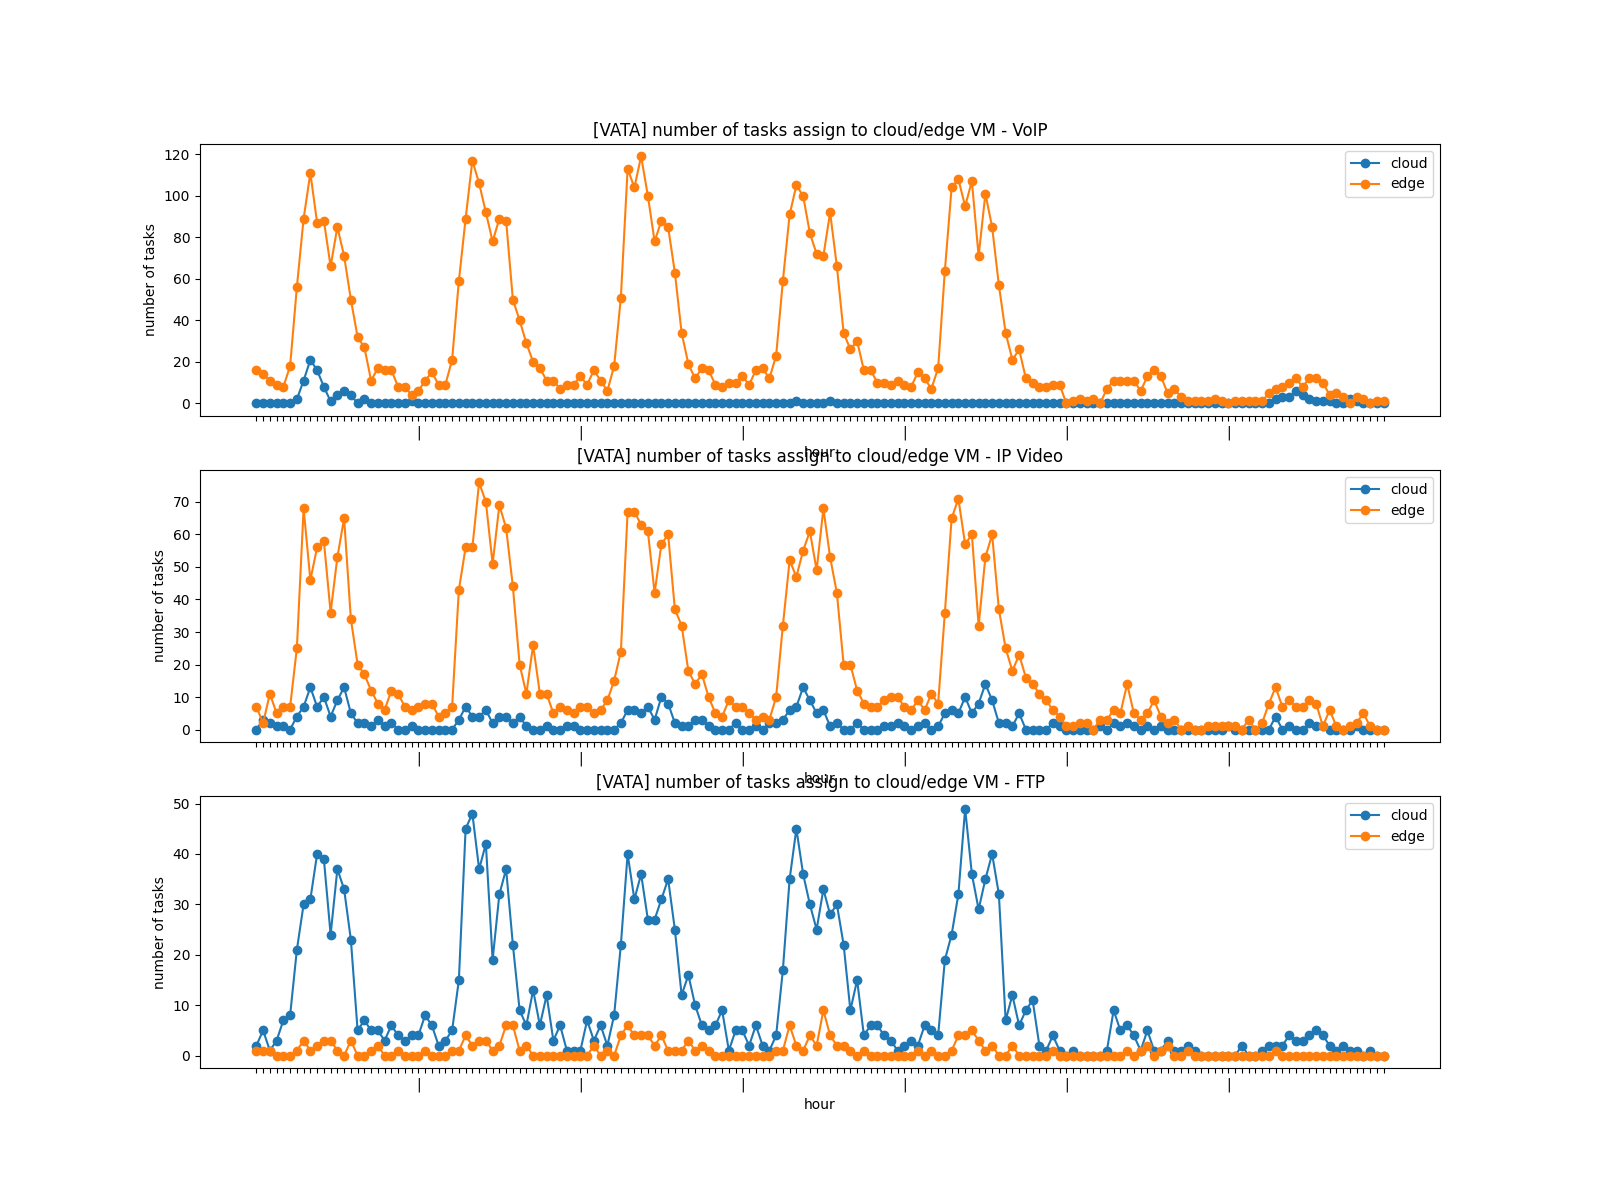 [VATA] number of tasks assign to cloud/edge VM - VoIP
120
100
80
60
40
20
0
number of tasks
cloud
edge
|
|
|
|
|
|
hour
[VATA] number of tasks assign to cloud/edge VM - IP Video
70
60
50
40
30
20
10
0
number of tasks
cloud
edge
|
|
|
|
|
|
hour
[VATA] number of tasks assign to cloud/edge VM - FTP
50
40
30
20
10
0
number of tasks
cloud
edge
|
|
|
|
|
|
hour